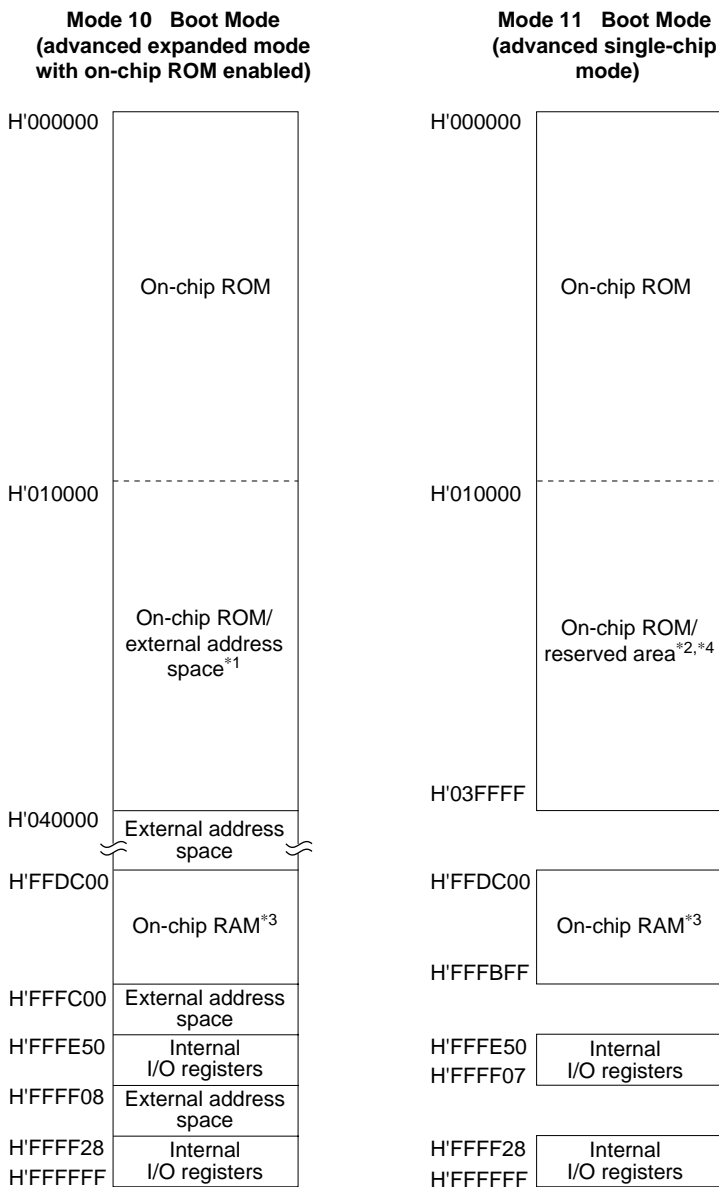 Mode 10 Boot Mode
(advanced expanded mode
with on-chip ROM enabled)
H'000000
On-chip ROM
H'010000
On-chip ROM/
external address
space*1
H'040000
External address
space
H'FFDC00
On-chip RAM*3
H'FFFC00
External address
space
H'FFFE50
Internal
I/O registers
H'FFFF08
External address
space
H'FFFF28
Internal
I/O registers
H'FFFFFF
Mode 11 Boot Mode
(advanced single-chip
mode)
H'000000
On-chip ROM
H'010000
On-chip ROM/
reserved area*2,*4
H'03FFFF
H'FFDC00
On-chip RAM*3
H'FFFBFF
H'FFFE50
Internal
I/O registers
H'FFFF07
H'FFFF28
Internal
I/O registers
H'FFFFFF